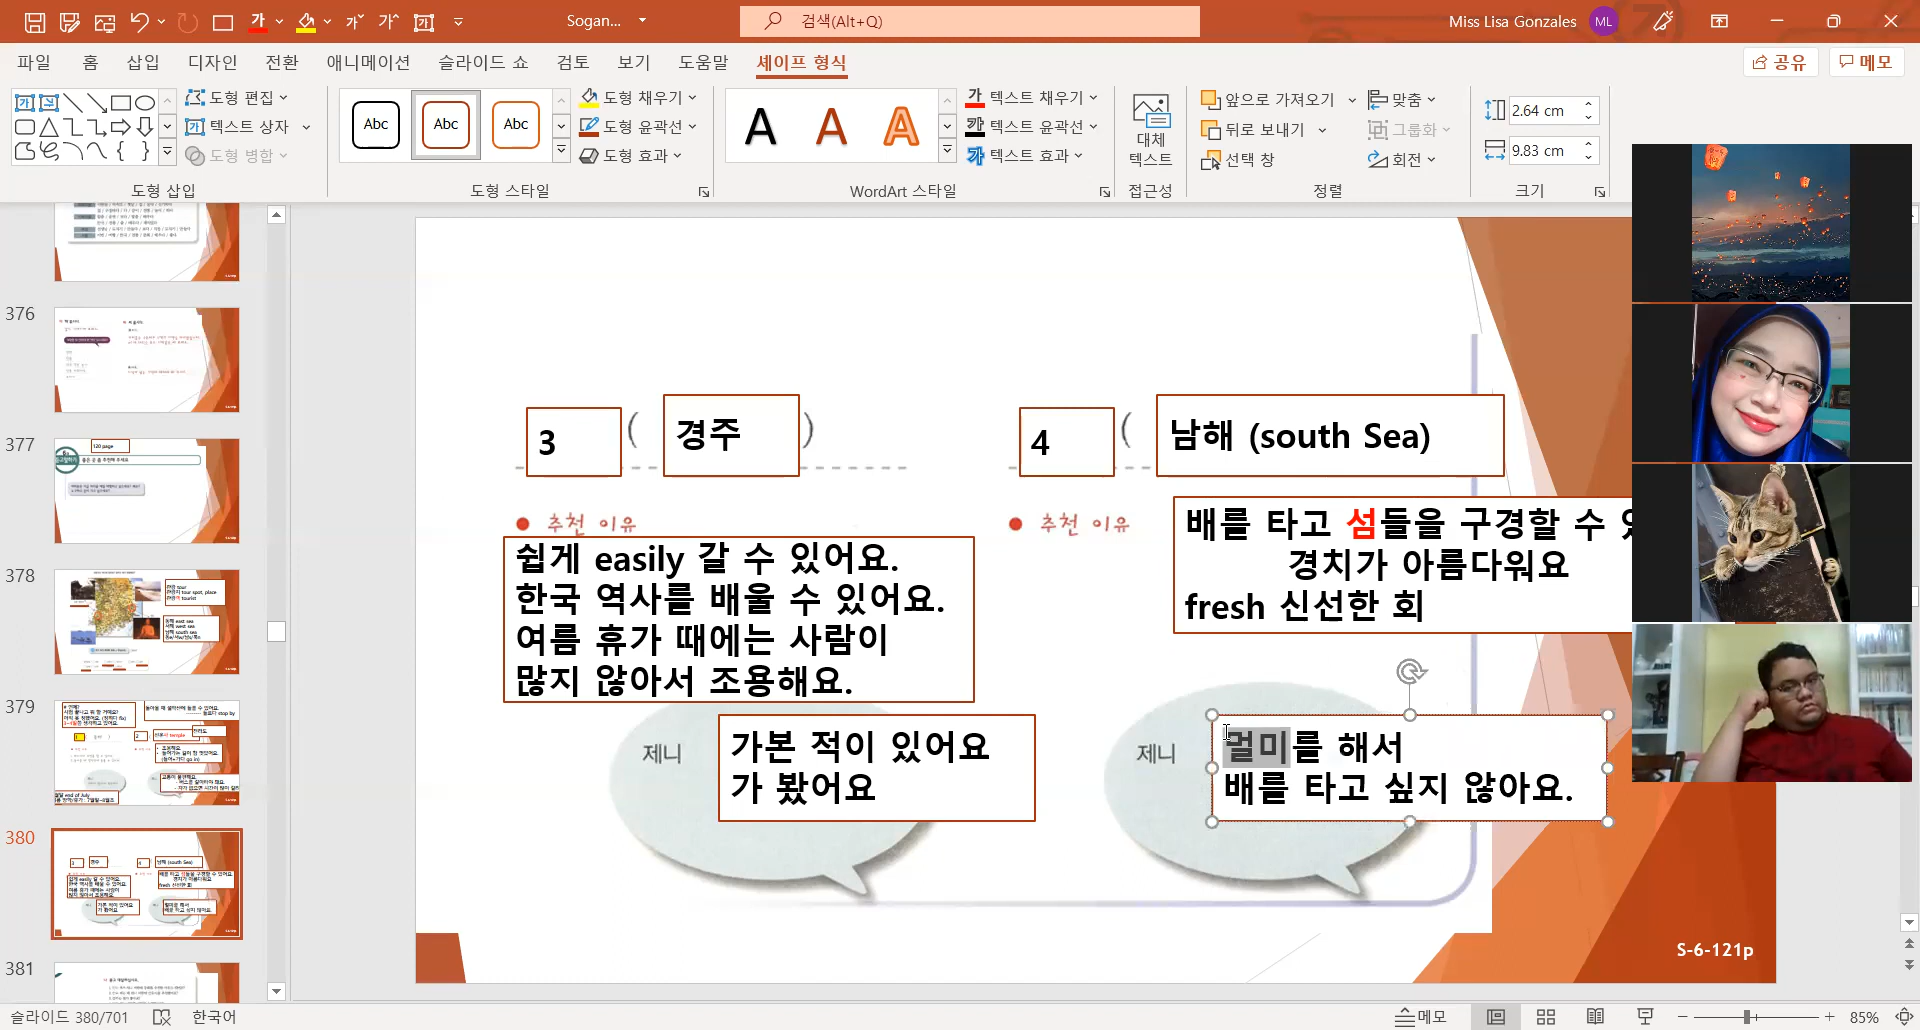 Sogan...
검색(Alt+Q)
Miss Lisa Gonzales
ML
파일 홈 삽입 디자인 전환 애니메이션 슬라이드 쇼 검토 보기 도움말 셰이프 형식
공유
메모
도형 편집
텍스트 상자
도형 병합
도형 삽입
Abc Abc Abc
도형 채우기
도형 윤곽선
도형 효과
도형 스타일
A A A
텍스트 채우기
텍스트 윤곽선
텍스트 효과
WordArt 스타일
대체
텍스트
접근성
앞으로 가져오기
뒤로 보내기
선택 창
맞춤
그룹화
회전
정렬
2.64 cm
9.83 cm
크기
376
377
120 page
378
379
380
381
3 ( 경주 )
추천 이유
쉽게 easily 갈 수 있어요.
한국 역사를 배울 수 있어요.
여름 휴가 때에는 사람이
많지 않아서 조용해요.
제니
가본 적이 있어요
가 봤어요
4 ( 남해 (south Sea)
추천 이유
배를 타고 섬들을 구경할 수
경치가 아름다워요
fresh 신선한 회
제니
멀미를 해서
배를 타고 싶지 않아요.
S-6-121p
슬라이드 380/701
한국어
메모
85%